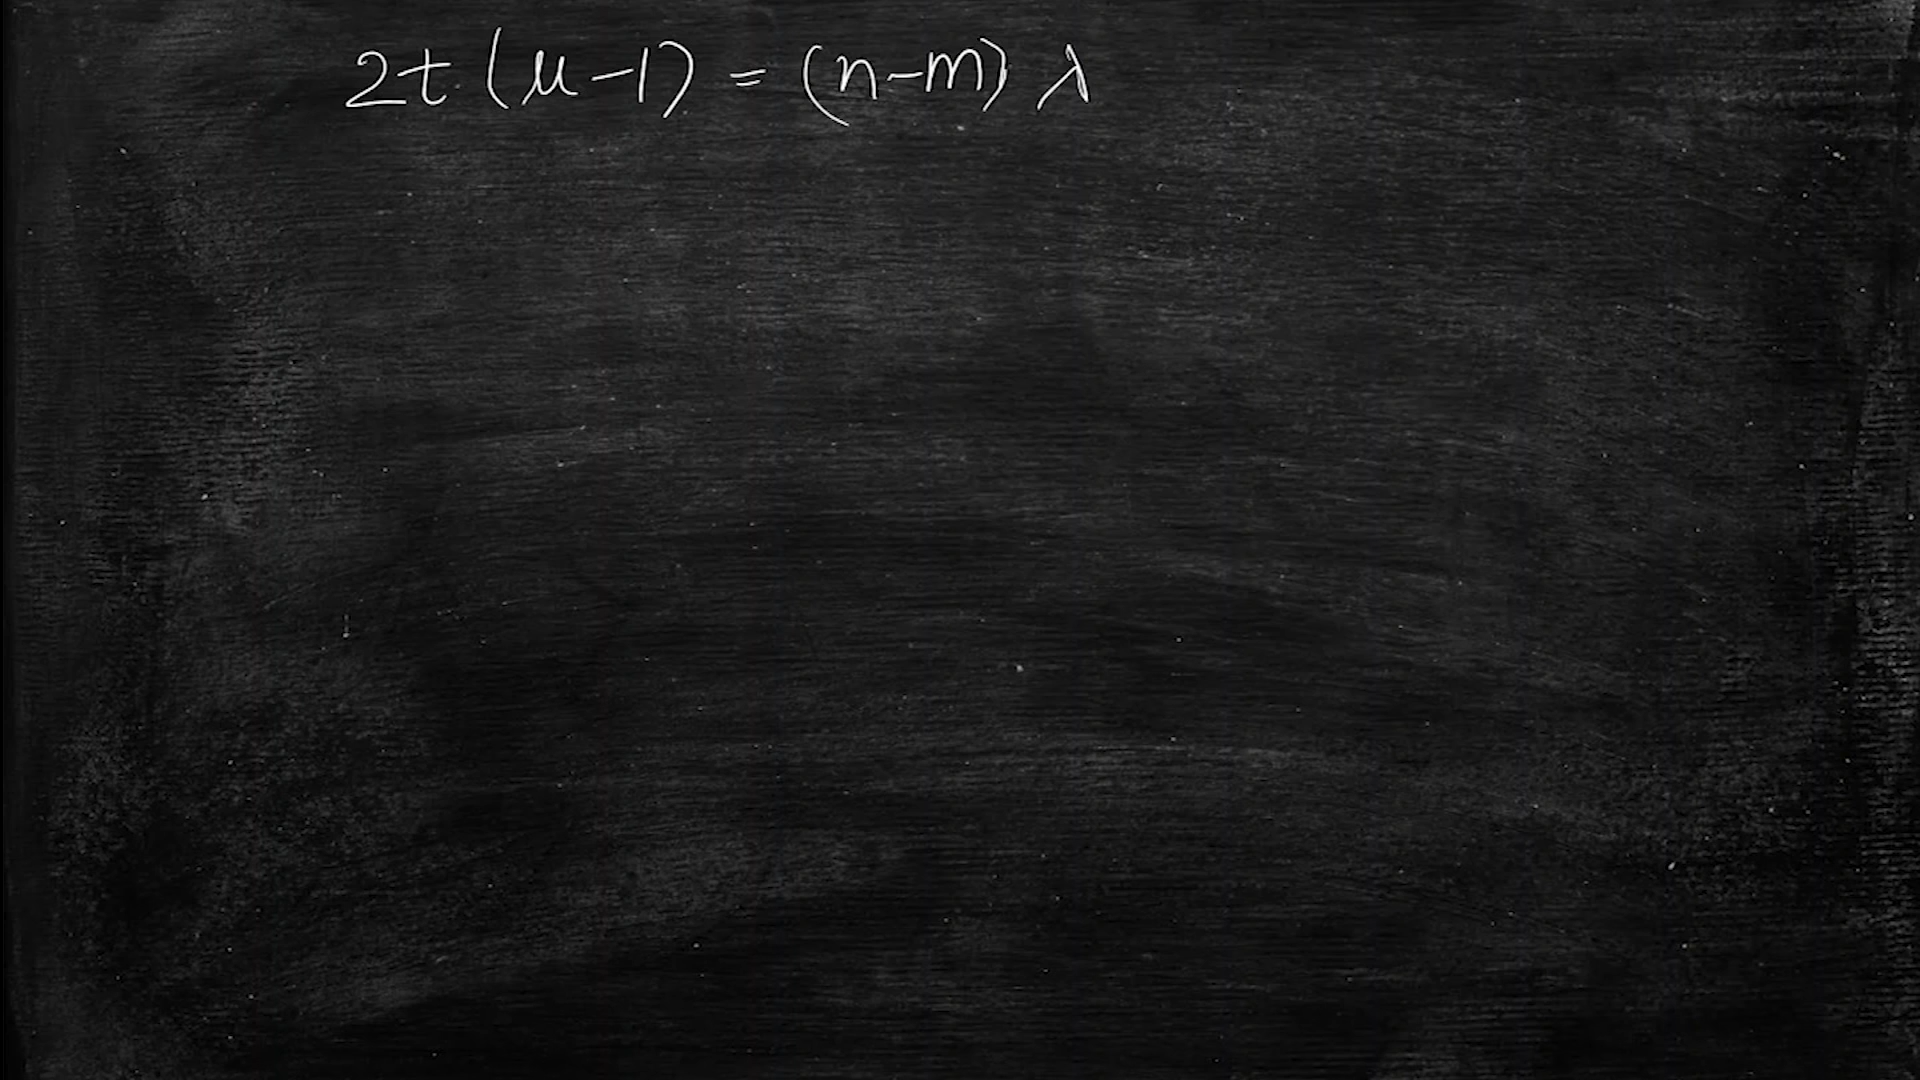 2t (μ-1) = (n-m) λ